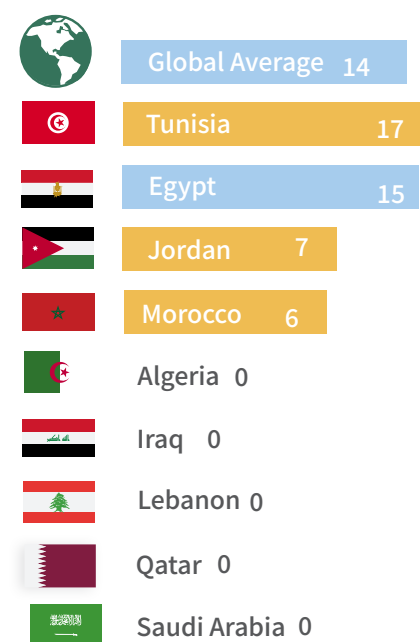 Global Average 14
Tunisia 17
Egypt 15
Jordan 7
Morocco 6
Algeria 0
Iraq 0
Lebanon 0
Qatar 0
Saudi Arabia 0